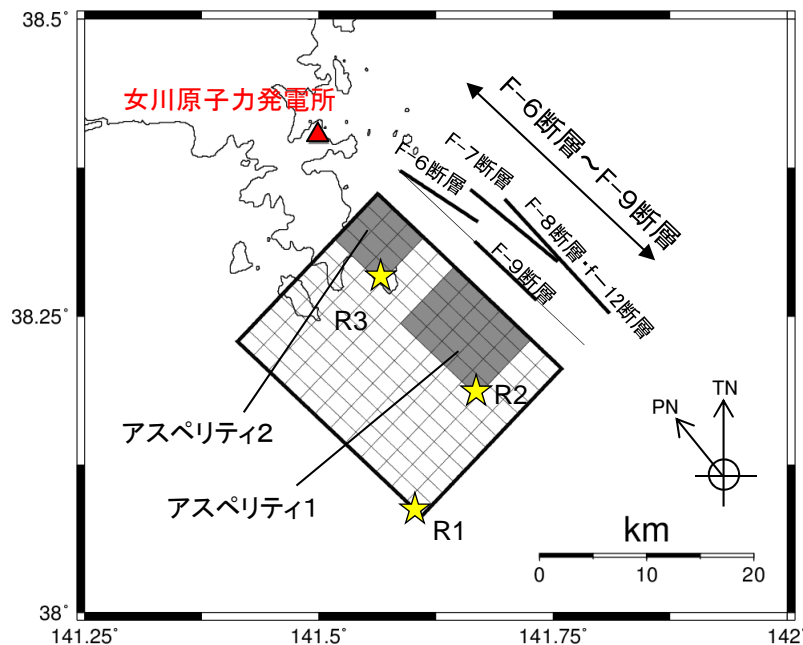 38.5°
女川原子力発電所
F-6断層～F-9断層
F-7断層
F-6断層
F-8断層・f-12断層
F-9断層
38.25°
R3
R2
TN
PN
アスペリティ2
アスペリティ1
R1
km
0 10 20
38°
141.25° 141.5° 141.75° 142°